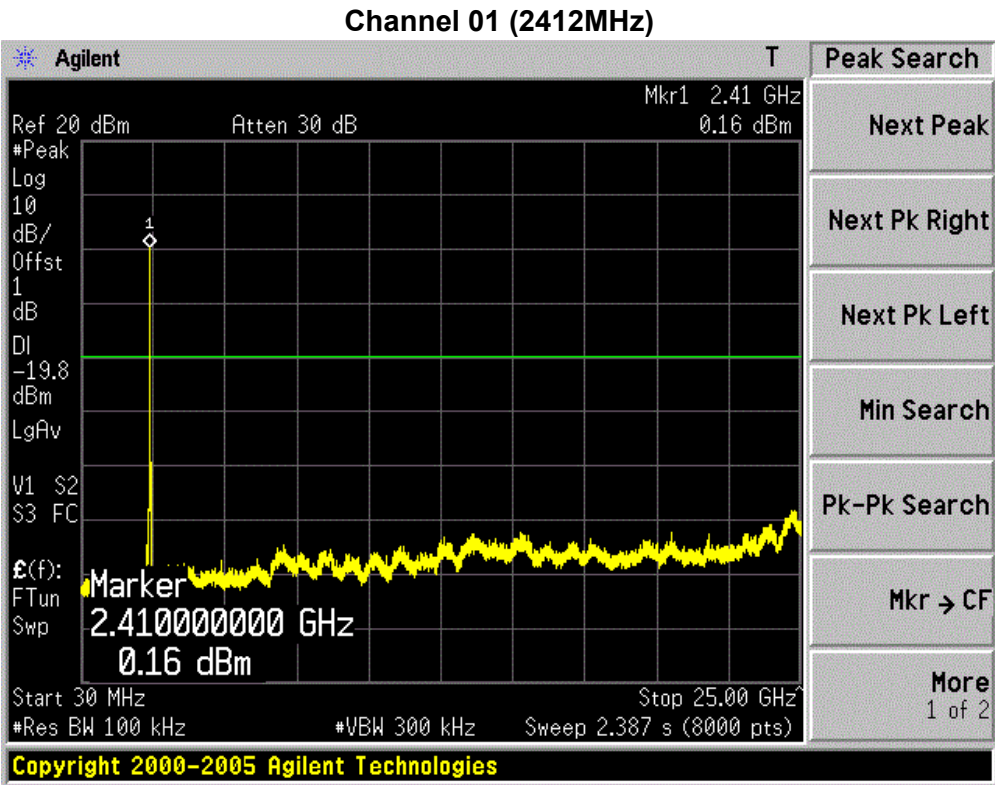 Channel 01 (2412MHz)
Agilent T Peak Search
Mkr1 2.41 GHz
Ref 20 dBm Atten 30 dB 0.16 dBm
#Peak
Log
10
dB/
Offst
1
dB
DI
-19.8
dBm
LgAv
V1 S2
S3 FC
£(f):
FTun
Swp
1
Marker
2.410000000 GHz
0.16 dBm
Start 30 MHz Stop 25.00 GHz^
#Res BW 100 kHz #VBW 300 kHz Sweep 2.387 s (8000 pts)
Next Peak
Next Pk Right
Next Pk Left
Min Search
Pk-Pk Search
Mkr → CF
More
1 of 2
Copyright 2000-2005 Agilent Technologies